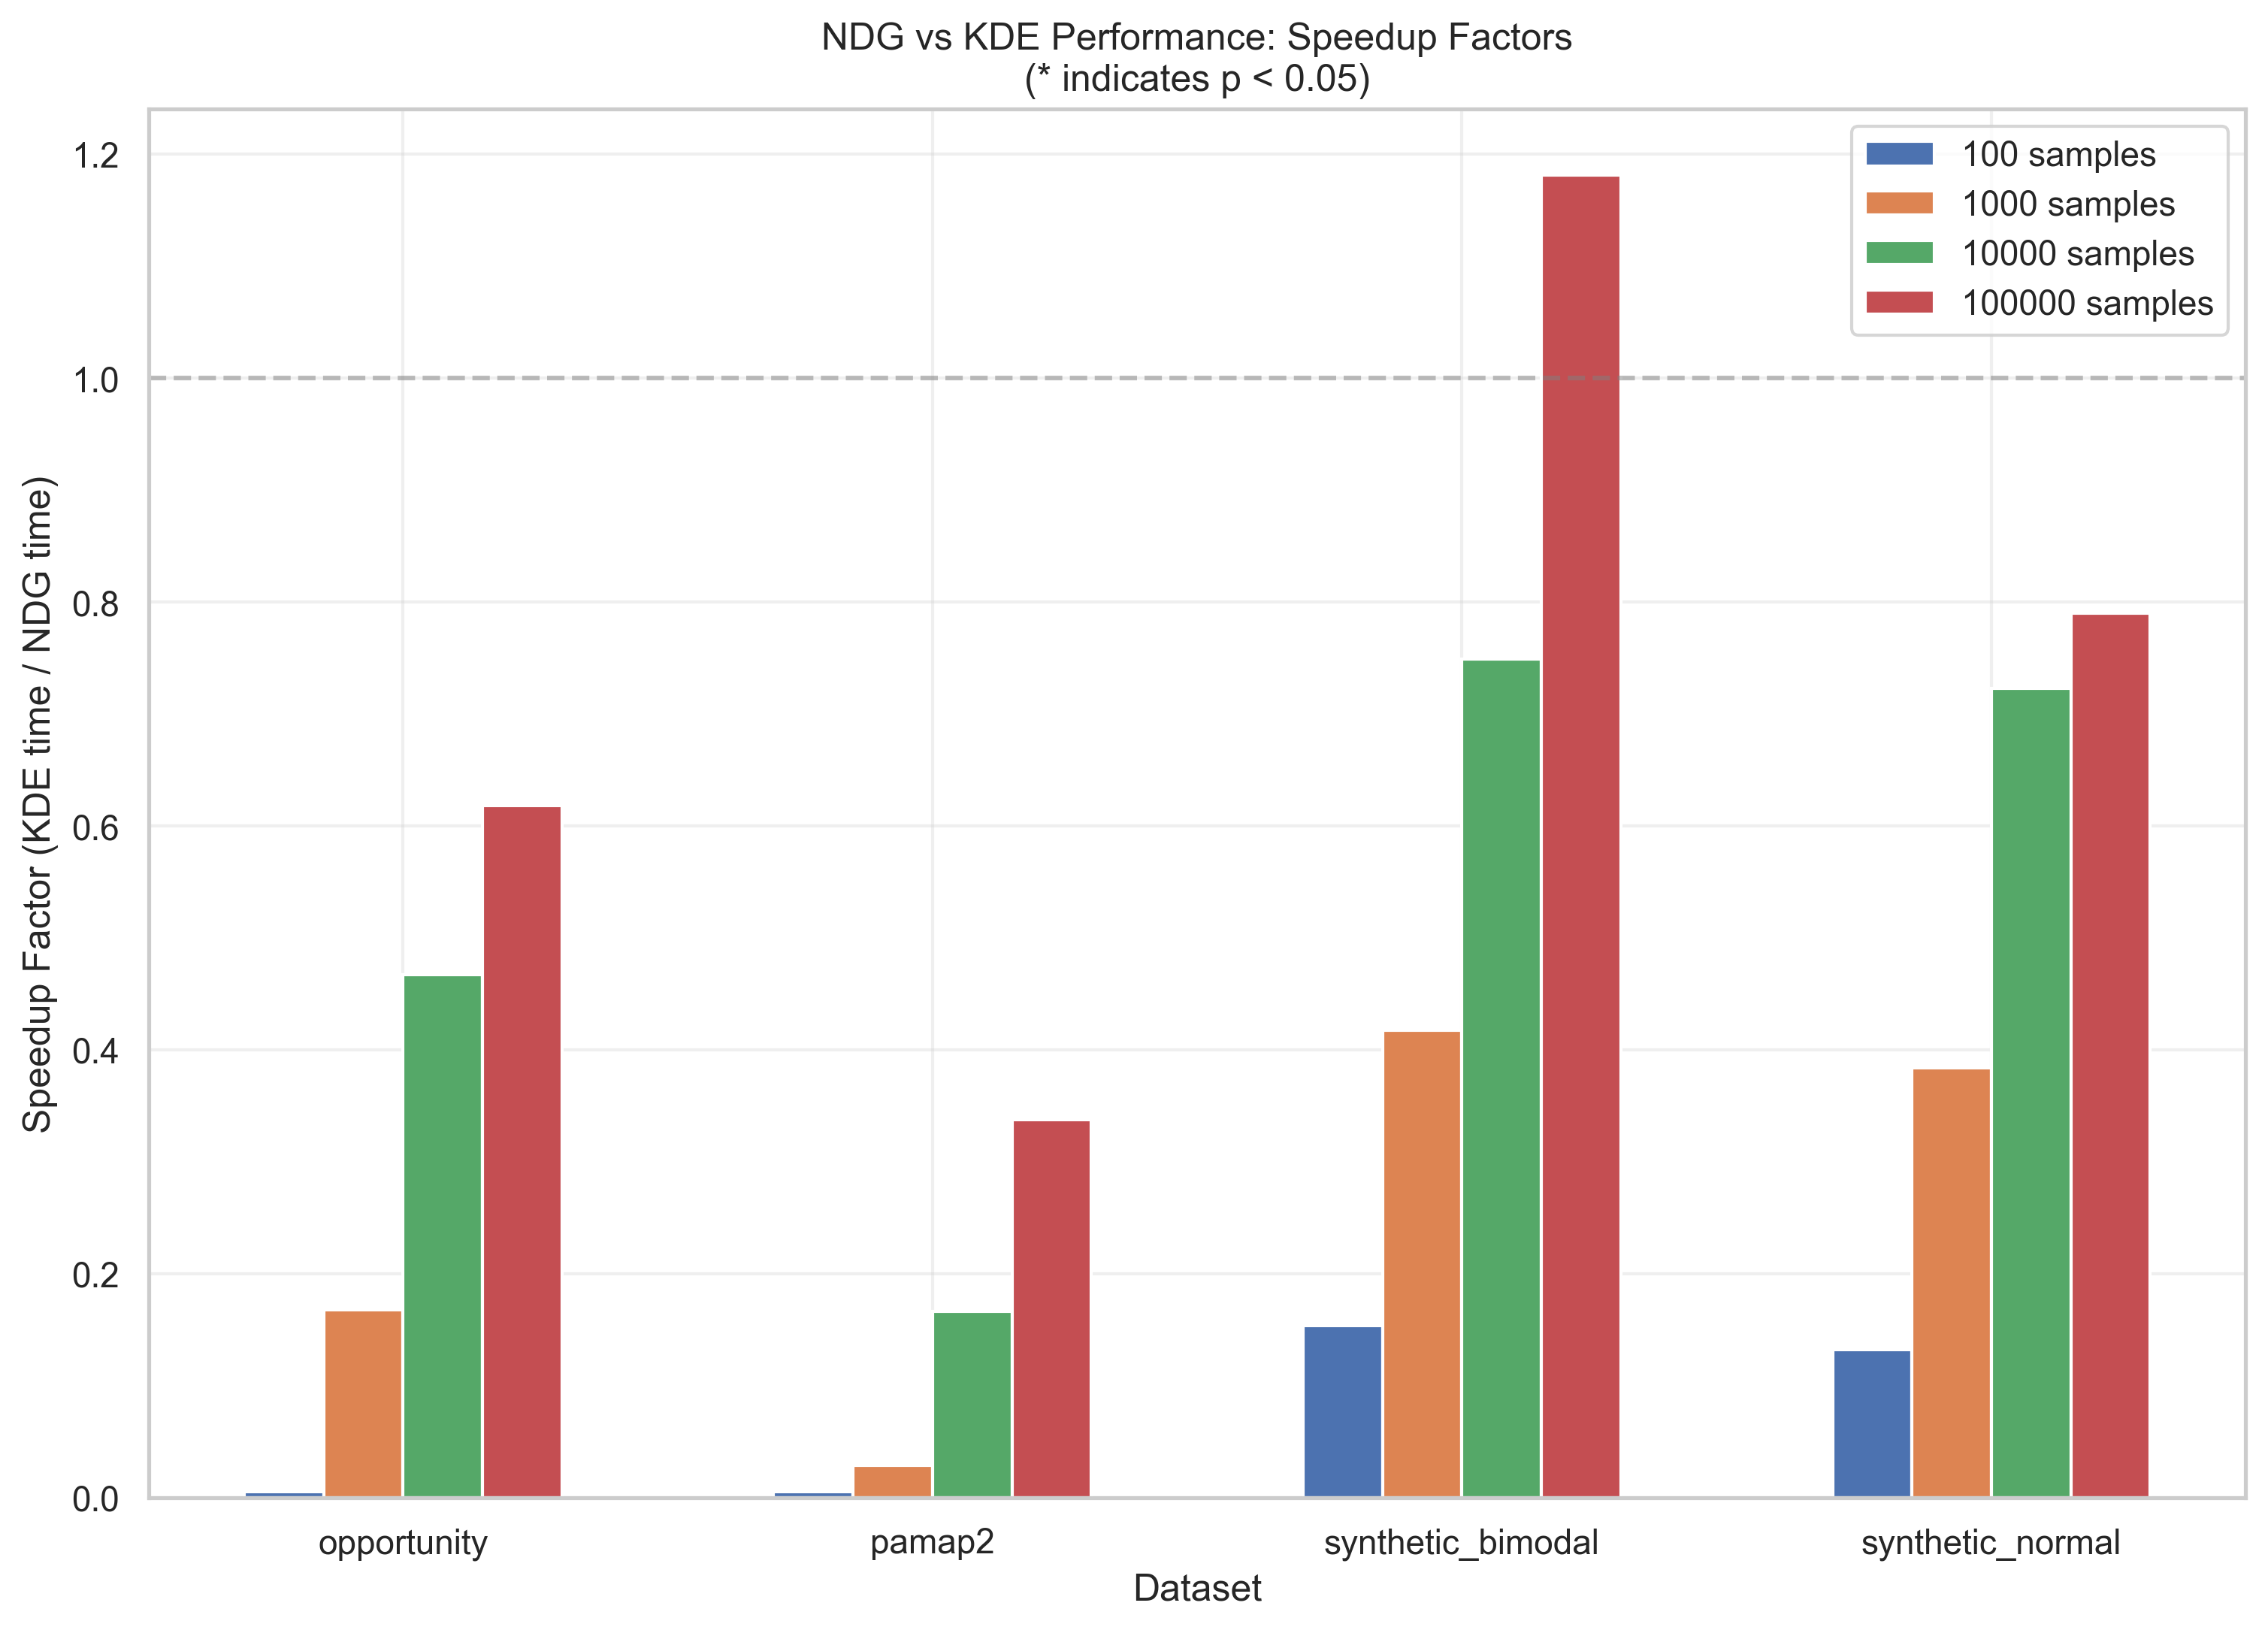 NDG vs KDE Performance: Speedup Factors
(* indicates p < 0.05)
100 samples
1000 samples
10000 samples
100000 samples
Speedup Factor (KDE time / NDG time)
1.2
1.0
0.8
0.6
0.4
0.2
0.0
opportunity
pamap2
synthetic_bimodal
synthetic_normal
Dataset